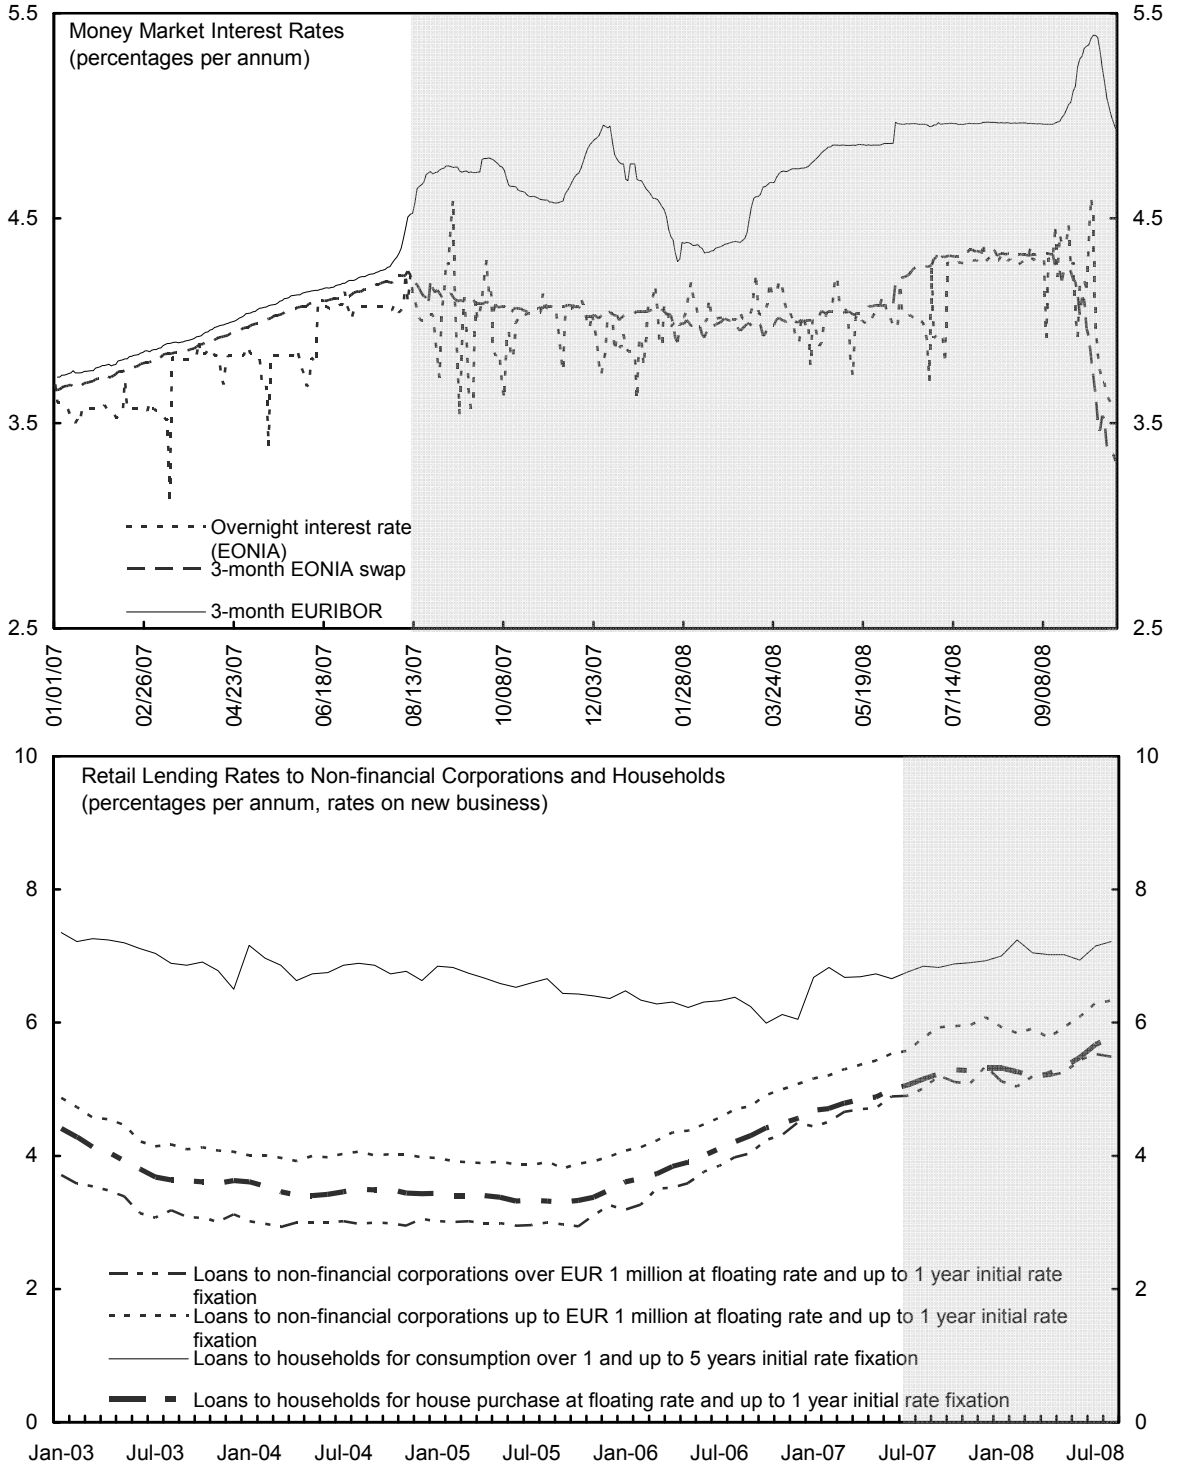 5.5
5.5
Money Market Interest Rates
(percentages per annum)
4.5
4.5
3.5
3.5
Overnight interest rate
(EONIA)
3-month EONIA swap
3-month EURIBOR
2.5
2.5
01/01/07
02/26/07
04/23/07
06/18/07
08/13/07
10/08/07
12/03/07
01/28/08
03/24/08
05/19/08
07/14/08
09/08/08
10
10
Retail Lending Rates to Non-financial Corporations and Households
(percentages per annum, rates on new business)
8
8
6
6
4
4
Loans to non-financial corporations over EUR 1 million at floating rate and up to 1 year initial rate
fixation
2
2
Loans to non-financial corporations up to EUR 1 million at floating rate and up to 1 year initial rate
fixation
Loans to households for consumption over 1 and up to 5 years initial rate fixation
Loans to households for house purchase at floating rate and up to 1 year initial rate fixation
0
0
Jan-03
Jul-03
Jan-04
Jul-04
Jan-05
Jul-05
Jan-06
Jul-06
Jan-07
Jul-07
Jan-08
Jul-08